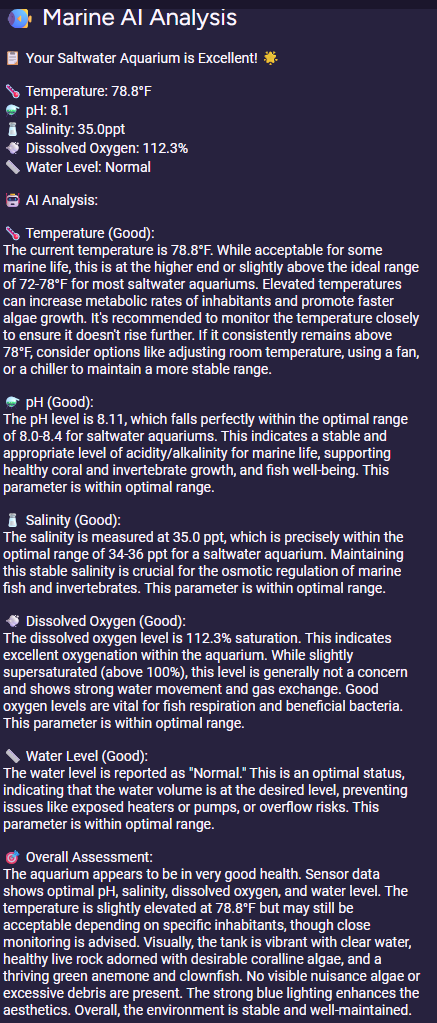 Marine AI Analysis
Your Saltwater Aquarium is Excellent!
Temperature: 78.8°F
pH: 8.1
Salinity: 35.0ppt
Dissolved Oxygen: 112.3%
Water Level: Normal
AI Analysis:
Temperature (Good):
The current temperature is 78.8°F. While acceptable for some
marine life, this is at the higher end or slightly above the ideal range
of 72-78°F for most saltwater aquariums. Elevated temperatures
can increase metabolic rates of inhabitants and promote faster
algae growth. It's recommended to monitor the temperature closely
to ensure it doesn't rise further. If it consistently remains above
78°F, consider options like adjusting room temperature, using a fan,
or a chiller to maintain a more stable range.
pH (Good):
The pH level is 8.11, which falls perfectly within the optimal range
of 8.0-8.4 for saltwater aquariums. This indicates a stable and
appropriate level of acidity/alkalinity for marine life, supporting
healthy coral and invertebrate growth, and fish well-being. This
parameter is within optimal range.
Salinity (Good):
The salinity is measured at 35.0 ppt, which is precisely within the
optimal range of 34-36 ppt for a saltwater aquarium. Maintaining
this stable salinity is crucial for the osmotic regulation of marine
fish and invertebrates. This parameter is within optimal range.
Dissolved Oxygen (Good):
The dissolved oxygen level is 112.3% saturation. This indicates
excellent oxygenation within the aquarium. While slightly
supersaturated (above 100%), this level is generally not a concern
and shows strong water movement and gas exchange. Good
oxygen levels are vital for fish respiration and beneficial bacteria.
This parameter is within optimal range.
Water Level (Good):
The water level is reported as "Normal." This is an optimal status,
indicating that the water volume is at the desired level, preventing
issues like exposed heaters or pumps, or overflow risks. This
parameter is within optimal range.
Overall Assessment:
The aquarium appears to be in very good health. Sensor data
shows optimal pH, salinity, dissolved oxygen, and water level. The
temperature is slightly elevated at 78.8°F but may still be
acceptable depending on specific inhabitants, though close
monitoring is advised. Visually, the tank is vibrant with clear water,
healthy live rock adorned with desirable coralline algae, and a
thriving green anemone and clownfish. No visible nuisance algae or
excessive debris are present. The strong blue lighting enhances the
aesthetics. Overall, the environment is stable and well-maintained.